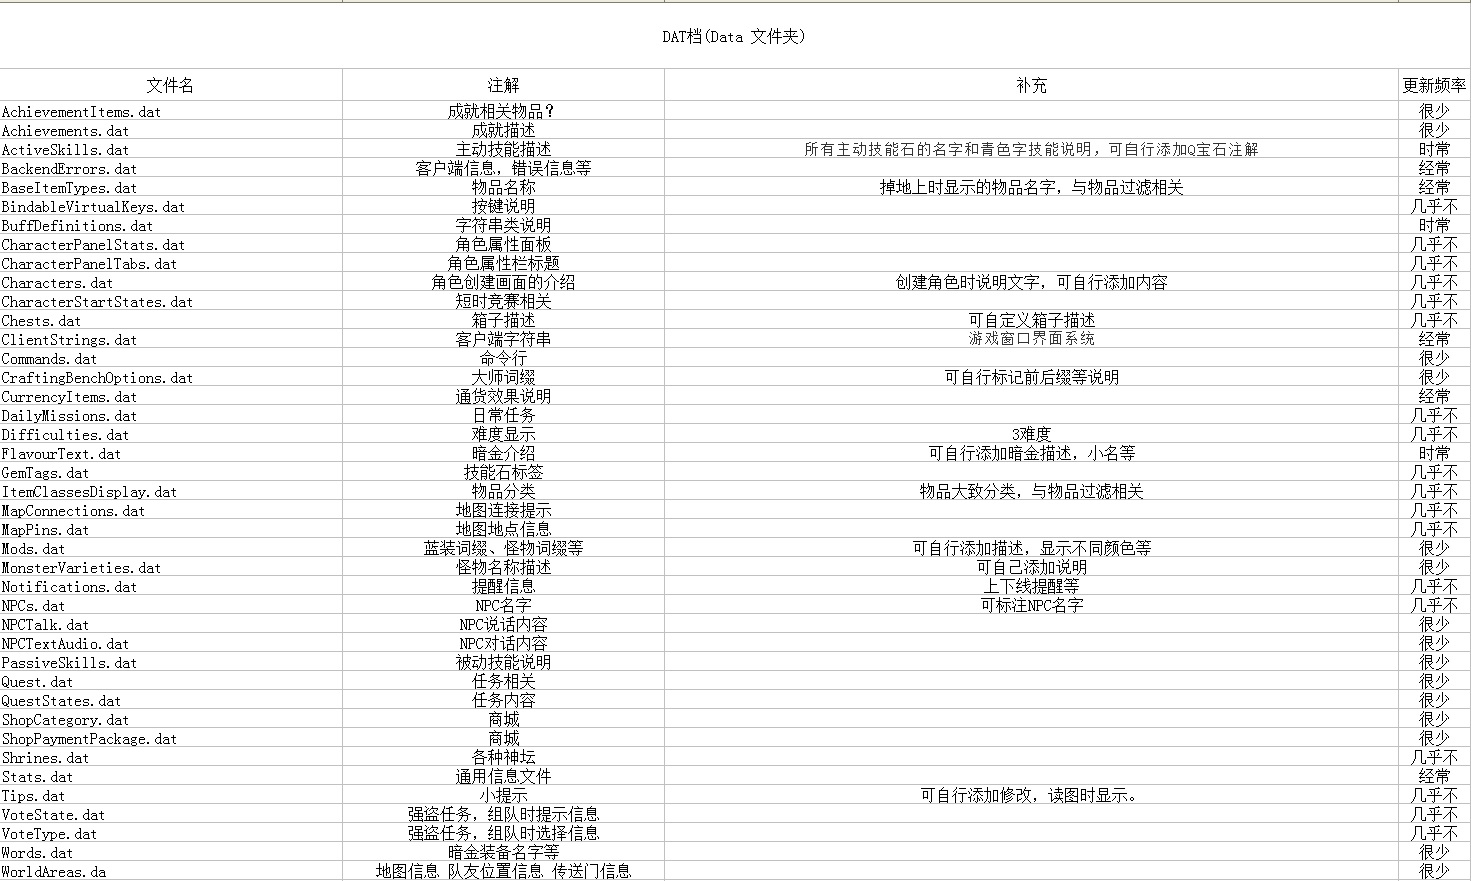 DAT档(Data 文件夹)
文件名 注解 补充 更新频率
AchievementItems.dat 成就相关物品? 很少
Achievements.dat 成就描述 很少
ActiveSkills.dat 主动技能描述 所有主动技能石的名字和青色字技能说明，可自行添加Q宝石注解 时常
BackendErrors.dat 客户端信息，错误信息等 经常
BaseItemTypes.dat 物品名称 掉地上时显示的物品名字，与物品过滤相关 经常
BindableVirtualKeys.dat 按键说明 几乎不
BuffDefinitions.dat 字符串类说明 时常
CharacterPanelStats.dat 角色属性面板 几乎不
CharacterPanelTabs.dat 角色属性栏标题 几乎不
Characters.dat 角色创建画面的介绍 创建角色时说明文字，可自行添加内容 几乎不
CharacterStartStates.dat 短时竞赛相关 几乎不
Chests.dat 箱子描述 可自定义箱子描述 几乎不
ClientStrings.dat 客户端字符串 游戏窗口界面系统 经常
Commands.dat 命令行 很少
CraftingBenchOptions.dat 大师词缀 可自行标记前后缀等说明 很少
CurrencyItems.dat 通货效果说明 经常
DailyMissions.dat 日常任务 几乎不
Difficulties.dat 难度显示 3难度 几乎不
FlavourText.dat 暗金介绍 可自行添加暗金描述，小名等 时常
GemTags.dat 技能石标签 几乎不
ItemClassesDisplay.dat 物品分类 物品大致分类，与物品过滤相关 几乎不
MapConnections.dat 地图连接提示 几乎不
MapPins.dat 地图地点信息 几乎不
Mods.dat 蓝装词缀、怪物词缀等 可自行添加描述，显示不同颜色等 很少
MonsterVarieties.dat 怪物名称描述 可自己添加说明 很少
Notifications.dat 提醒信息 上下线提醒等 几乎不
NPCs.dat NPC名字 可标注NPC名字 几乎不
NPCTalk.dat NPC说话内容 很少
NPCTextAudio.dat NPC对话内容 很少
PassiveSkills.dat 被动技能说明 很少
Quest.dat 任务相关 很少
QuestStates.dat 任务内容 很少
ShopCategory.dat 商城 很少
ShopPaymentPackage.dat 商城 很少
Shrines.dat 各种神坛 几乎不
Stats.dat 通用信息文件 经常
Tips.dat 小提示 可自行添加修改，读图时显示。 几乎不
VoteState.dat 强盗任务，组队时提示信息 几乎不
VoteType.dat 强盗任务，组队时选择信息 几乎不
Words.dat 暗金装备名字等 很少
WorldAreas.da 地图信息 队友位置信息 传送门信息 很少